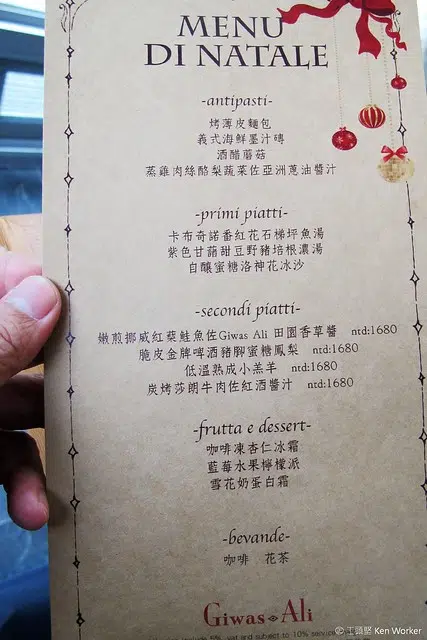 MENU
DI NATALE
-antipasti-
烤薄皮麵包
義式海鮮墨汁磚
酒醋蘑菇
蒸雞肉絲酪梨蔬菜佐亞洲蔥油醬汁
-primi piatti-
卡布奇諾番紅花石梯坪魚湯
紫色甘藷甜豆野豬培根濃湯
自釀蜜糖洛神花冰沙
-secondi piatti-
嫩煎挪威紅藜鮭魚佐Giwas Ali 田園香草醬 ntd:1680
脆皮金牌啤酒豬腳蜜糖鳳梨 ntd:1680
低溫熟成小羔羊 ntd:1680
炭烤莎朗牛肉佐紅酒醬汁 ntd:1680
-frutta e dessert-
咖啡凍杏仁冰霜
藍莓水果檸檬派
雪花奶蛋白霜
-bevande-
咖啡 花茶
Giwas Ali
include 5% vat and subject to 10% service
王頭堅 Ken Worker